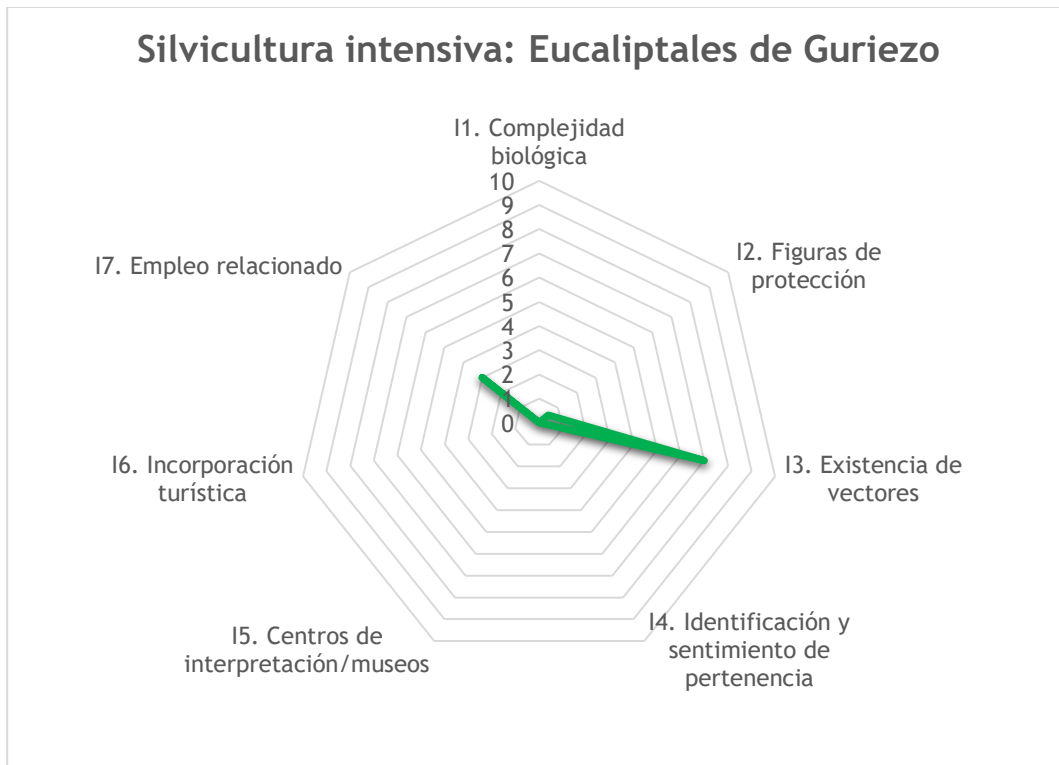 Silvicultura intensiva: Eucaliptales de Guriezo
I1. Complejidad
biológica
10
9
8
7
6
5
4
3
2
1
0
I2. Figuras de
protección
I3. Existencia de
vectores
I4. Identificación y
sentimiento de
pertenencia
I5. Centros de
interpretación/museos
I6. Incorporación
turística
I7. Empleo relacionado